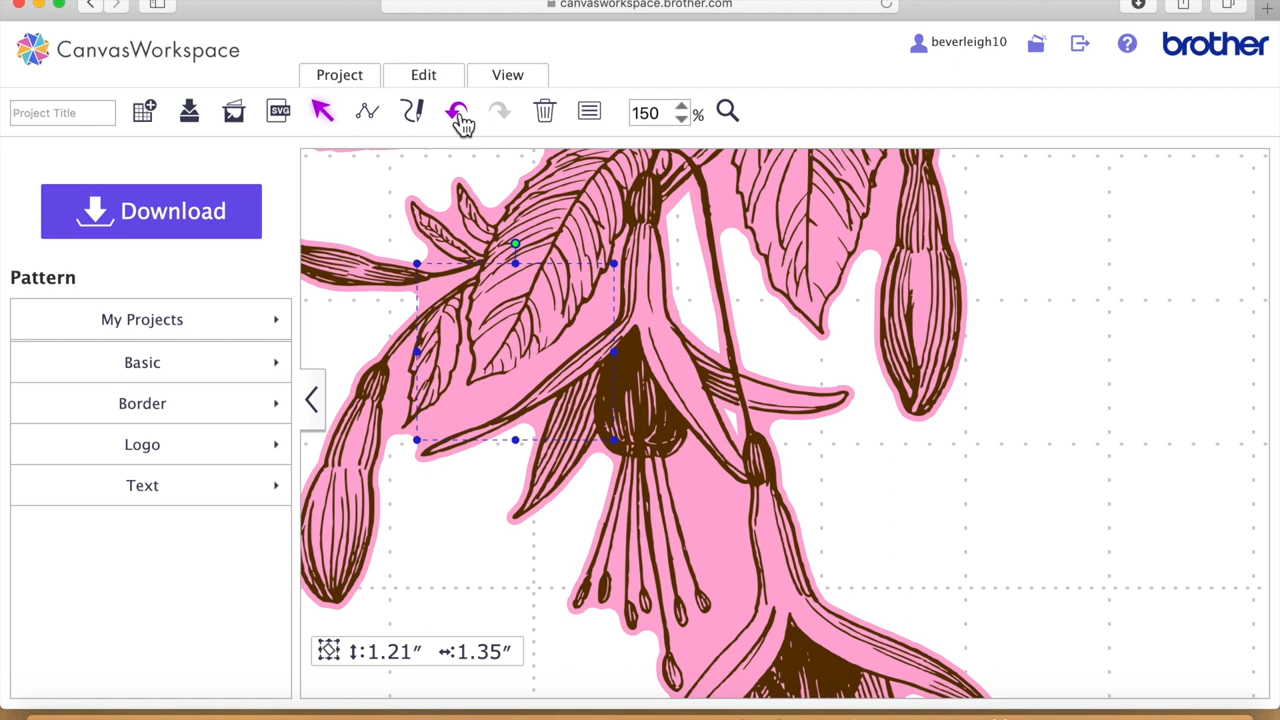 canvasworkspace.brother.com
CanvasWorkspace
beverleigh10
brother
Project
Edit
View
Project Title
SVG
150 %
Download
Pattern
My Projects
Basic
Border
Logo
Text
↕:1.21″ ↔:1.35″